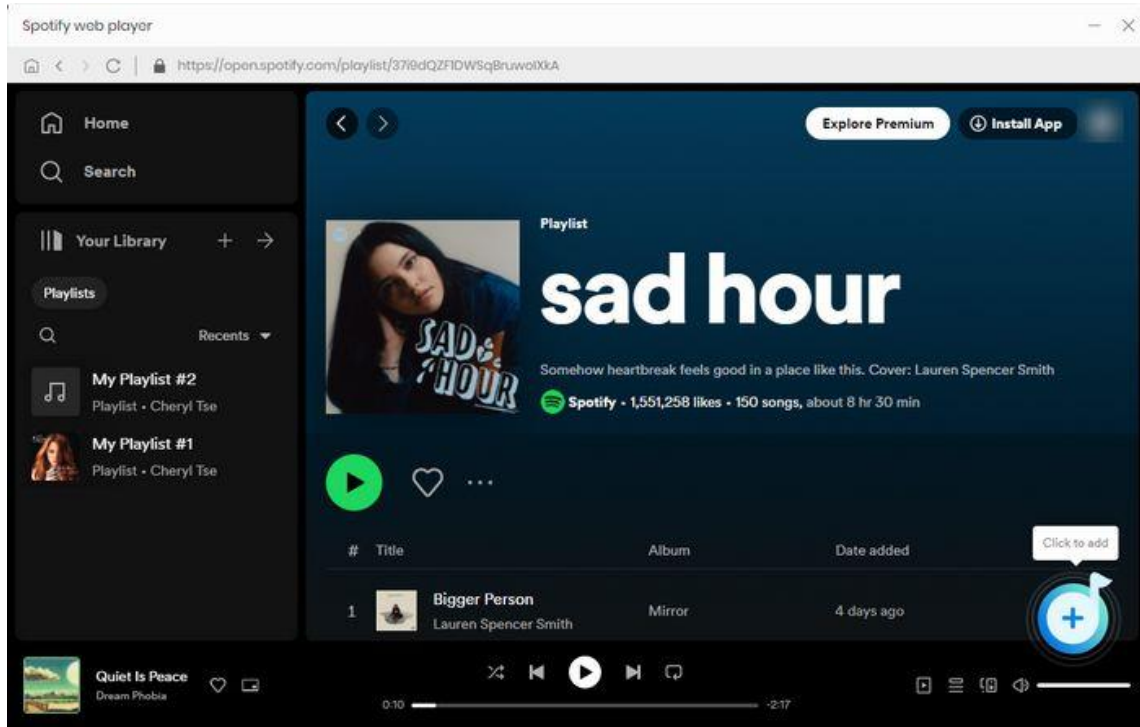 Spotify web player
https://open.spotify.com/playlist/37i9dQZF1DWSqBruwoIXkA
Home
Search
Your Library
Playlists
Recents
My Playlist #2
Playlist • Cheryl Tse
My Playlist #1
Playlist • Cheryl Tse
Explore Premium
Install App
Playlist
sad hour
SAD
HOUR
Somehow heartbreak feels good in a place like this. Cover: Lauren Spencer Smith
Spotify • 1,551,258 likes • 150 songs, about 8 hr 30 min
# Title Album Date added
Click to add
1 Bigger Person Mirror 4 days ago
Lauren Spencer Smith
Quiet Is Peace
Dream Phobia
0:10 -2:17